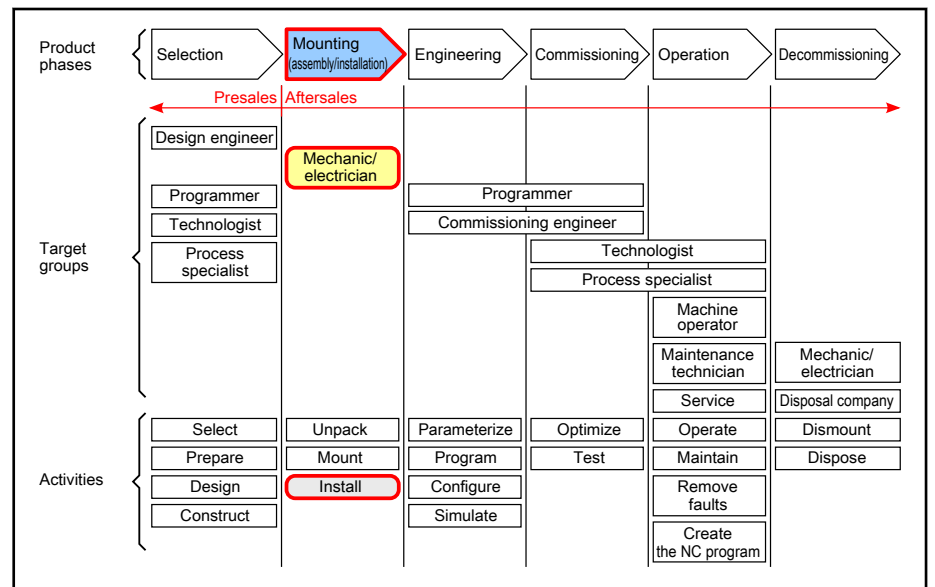 Product
phases
Selection
Mounting
(assembly/installation)
Engineering
Commissioning
Operation
Decommissioning
Presales
Aftersales
Target
groups
Design engineer
Mechanic/
electrician
Programmer
Programmer
Technologist
Commissioning engineer
Process
specialist
Technologist
Process specialist
Machine
operator
Maintenance
technician
Mechanic/
electrician
Service
Disposal company
Activities
Select
Unpack
Parameterize
Optimize
Operate
Dismount
Prepare
Mount
Program
Test
Maintain
Dispose
Design
Install
Configure
Remove
faults
Construct
Simulate
Create
the NC program